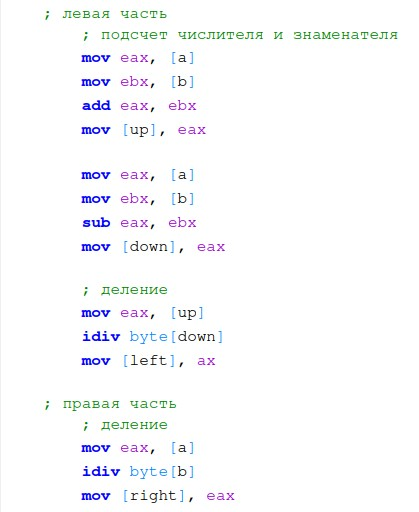 ; левая часть
; подсчет числителя и знаменателя
mov eax, [a]
mov ebx, [b]
add eax, ebx
mov [up], eax
mov eax, [a]
mov ebx, [b]
sub eax, ebx
mov [down], eax
; деление
mov eax, [up]
idiv byte[down]
mov [left], ax
; правая часть
; деление
mov eax, [a]
idiv byte[b]
mov [right], eax